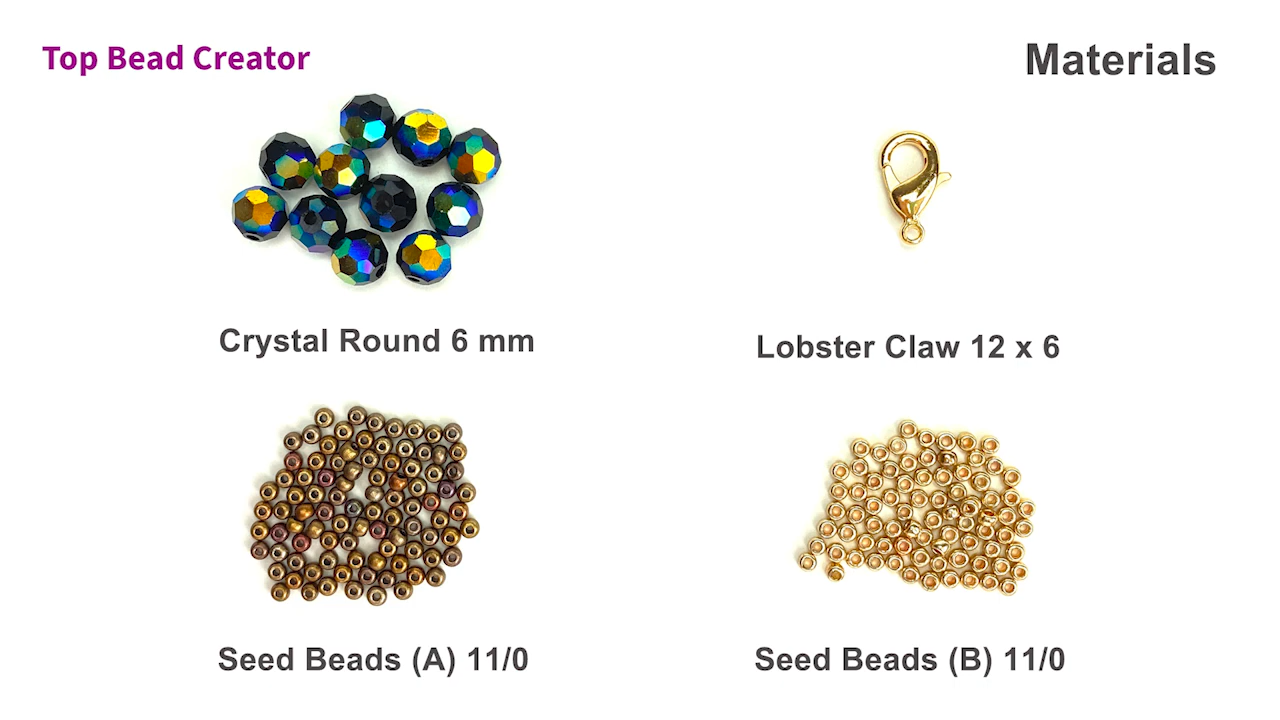 Top Bead Creator
Materials
Crystal Round 6 mm
Lobster Claw 12 x 6
Seed Beads (A) 11/0
Seed Beads (B) 11/0